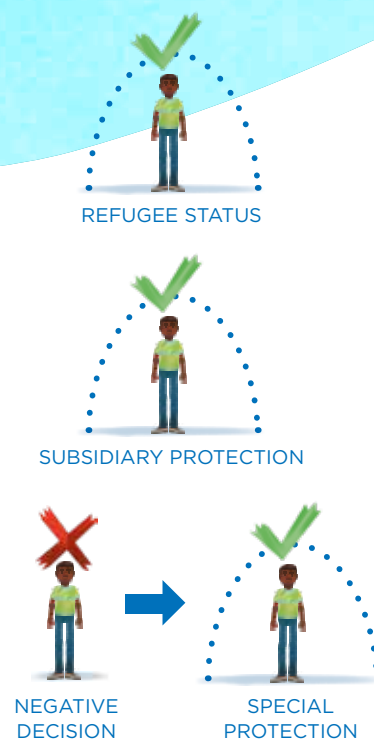 REFUGEE STATUS
SUBSIDIARY PROTECTION
NEGATIVE
DECISION
SPECIAL
PROTECTION